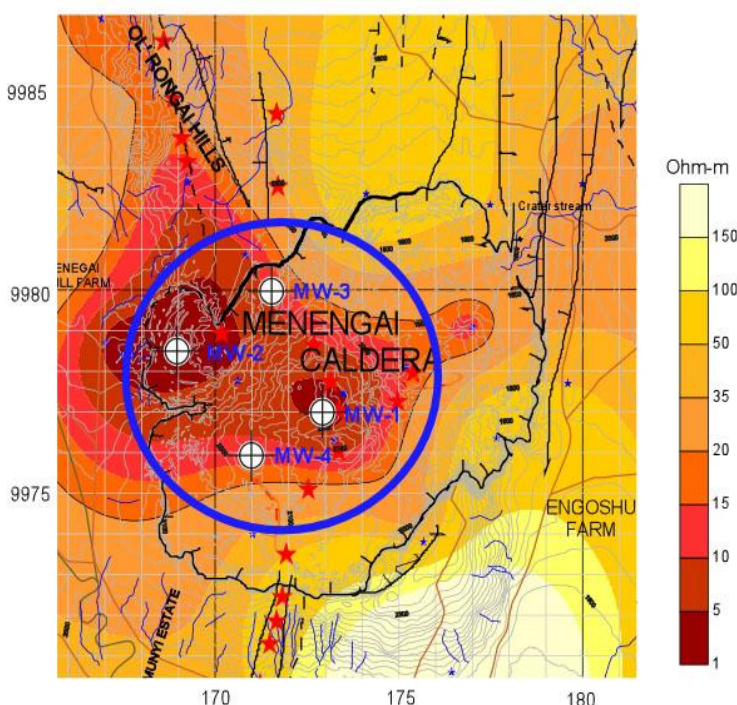 9985
9980
9975
OL' RONGAI HILLS
Crater stream
ENEGAI
ILL FARM
MW-3
MENENGAI
CALDERA
MW-2
MW-1
MW-4
ENGOSHU
FARM
MUNYI ESTATE
170
175
180
Ohm-m
150
100
50
40
35
20
15
10
5
1